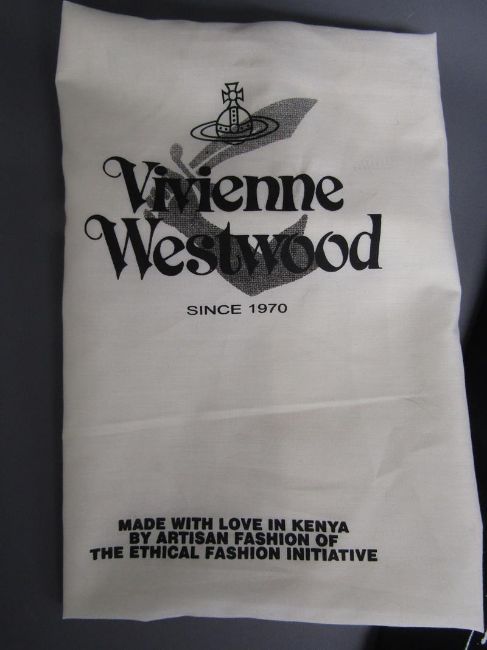 Vivienne
Westwood
SINCE 1970
MADE WITH LOVE IN KENYA
BY ARTISAN FASHION OF
THE ETHICAL FASHION INITIATIVE